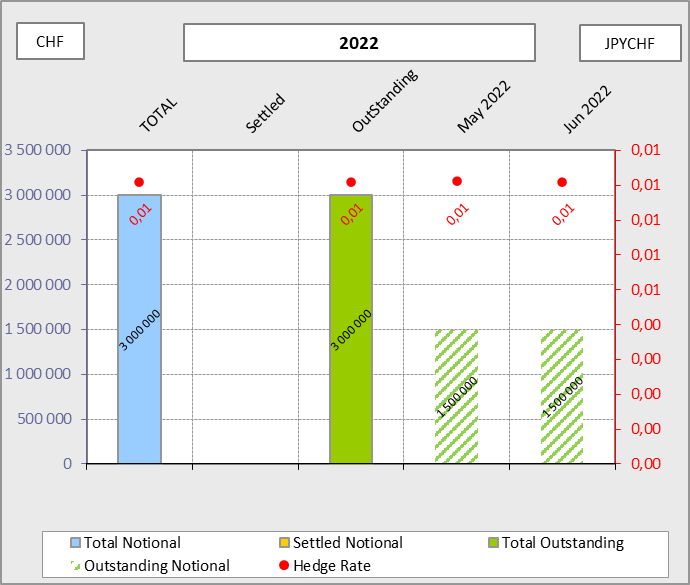 CHF
2022
JPYCHF
TOTAL
Settled
OutStanding
May 2022
Jun 2022
3 500 000
3 000 000
2 500 000
2 000 000
1 500 000
1 000 000
500 000
0
0,01
0,01
0,01
0,01
0,01
0,00
0,00
0,00
0,00
0,00
0,01
0,01
0,01
0,01
3 000 000
3 000 000
1 500 000
1 500 000
Total Notional
Settled Notional
Total Outstanding
Outstanding Notional
Hedge Rate